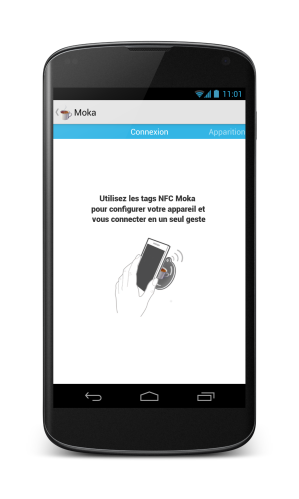 11:01
Moka
Connexion Apparition
Utilisez les tags NFC Moka
pour configurer votre appareil et
vous connecter en un seul geste